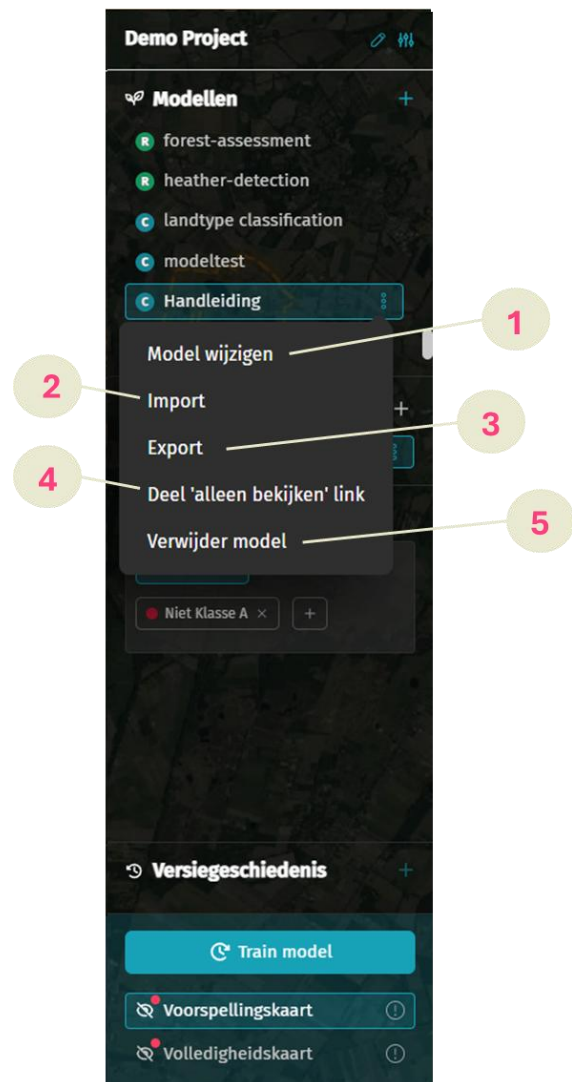 Demo Project
Modellen
R forest-assessment
R heather-detection
C landtype classification
C modeltest
C Handleiding
1
Model wijzigen
2
Import
3
Export
4
Deel 'alleen bekijken' link
5
Verwijder model
Niet Klasse A ×
+
Versiegeschiedenis
Train model
Voorspellingskaart
Volledigheidskaart